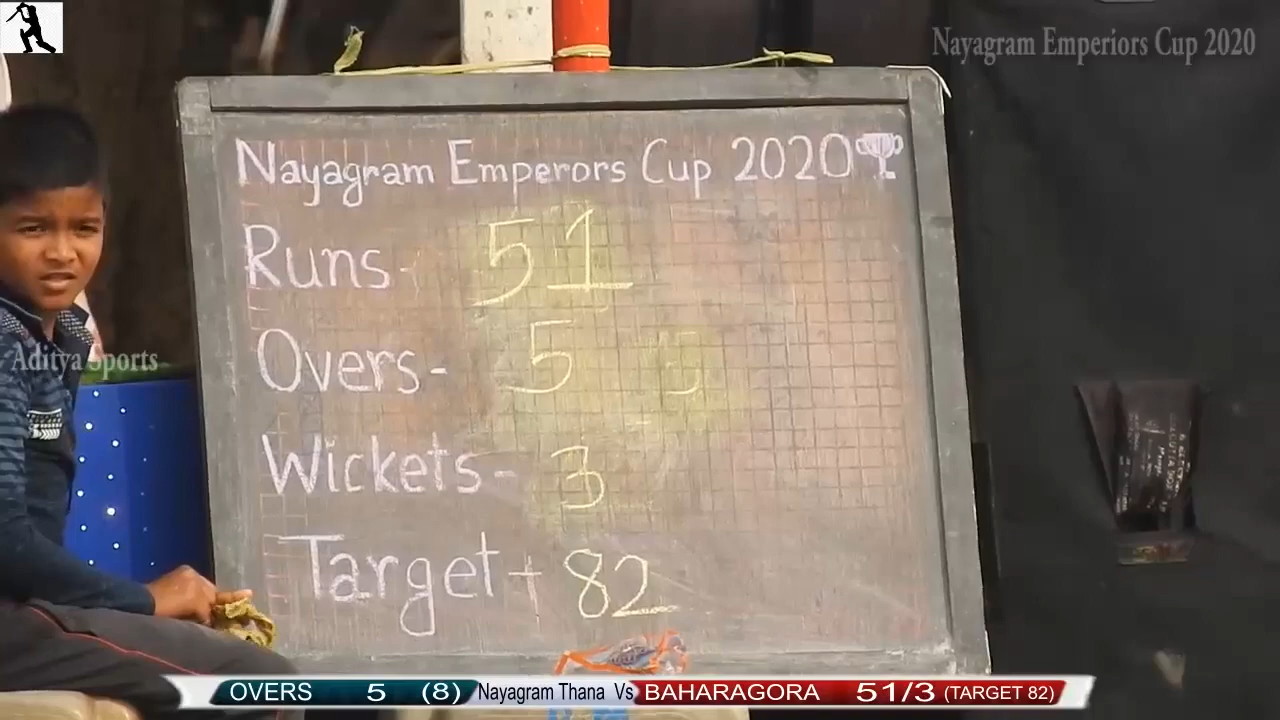 Nayagram Emperiors Cup 2020
Nayagram Emperors Cup 2020
Runs - 51
Overs - 5
Wickets - 3
Target + 82
Aditya Sports
OVERS 5 (8) Nayagram Thana Vs BAHARAGORA 51/3 (TARGET 82)